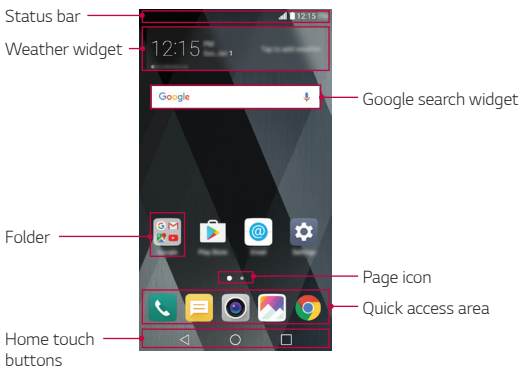 Status bar
12:15
Weather widget
12:15
1
Google
Google search widget
Folder
Page icon
Quick access area
Home touch
buttons